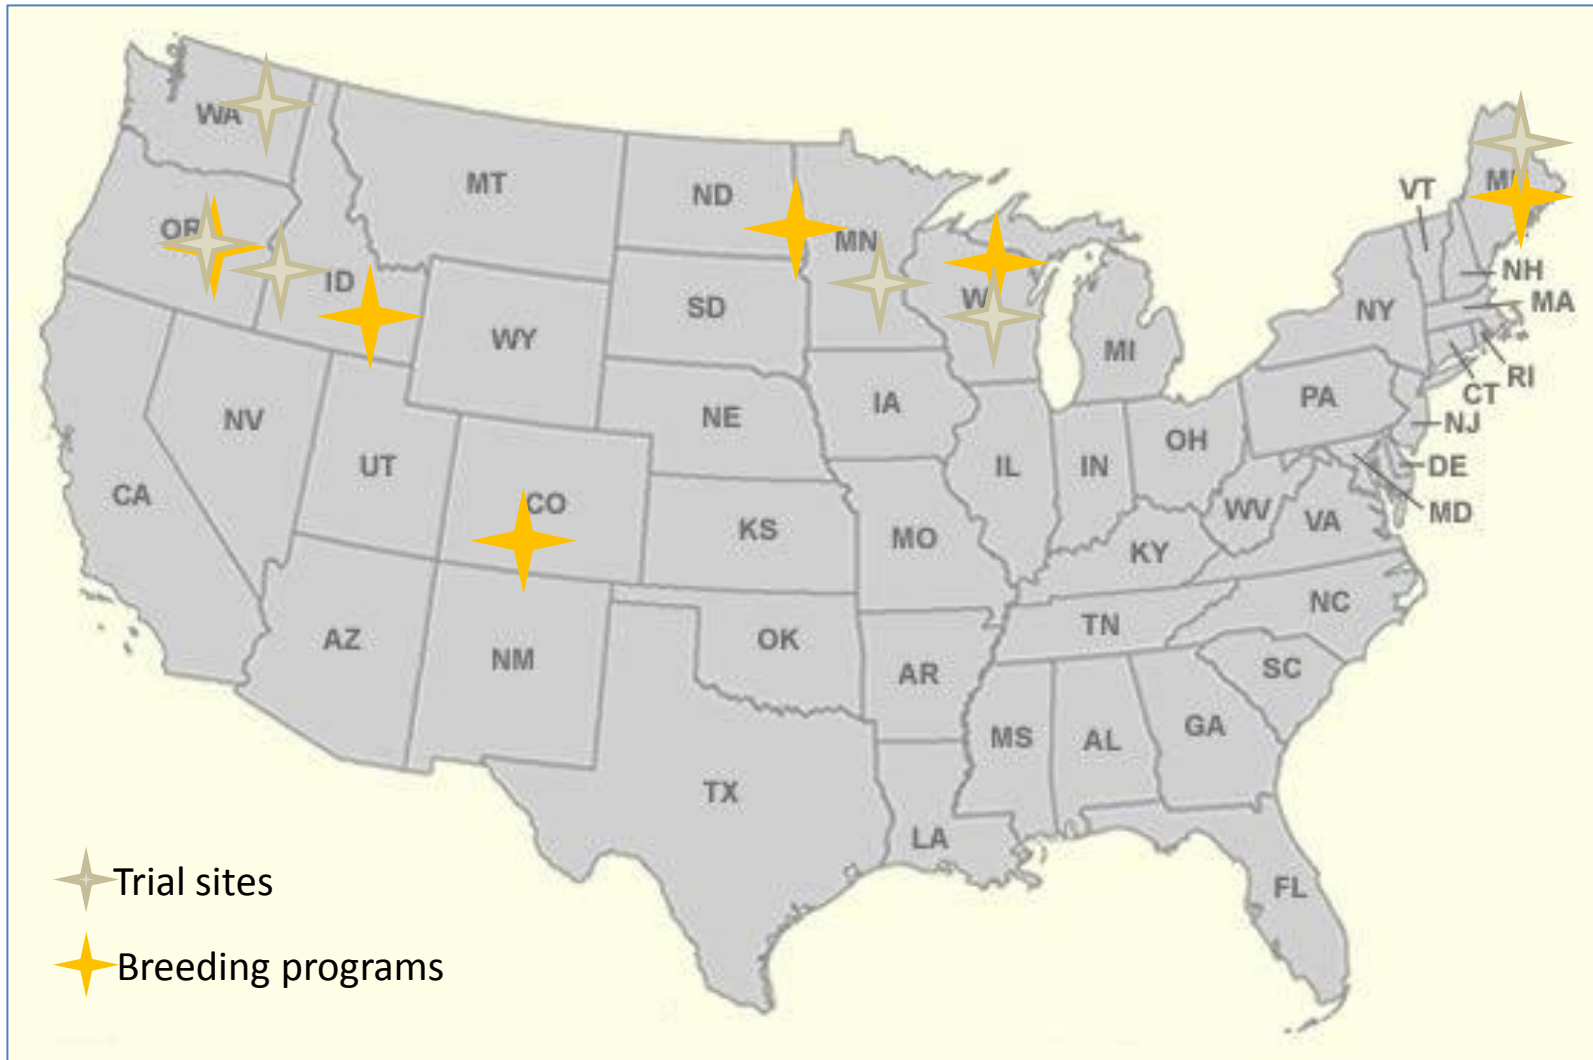 WA
MT
ND
VT
ME
OR
MN
NH
ID
MA
SD
WI
NY
WY
MI
RI
CT
PA
NV
NE
IA
NJ
OH
UT
IL
IN
DE
CA
CO
WV
MD
VA
KS
MO
KY
NC
TN
AZ
NM
OK
AR
SC
MS
AL
GA
TX
LA
Trial sites
FL
Breeding programs